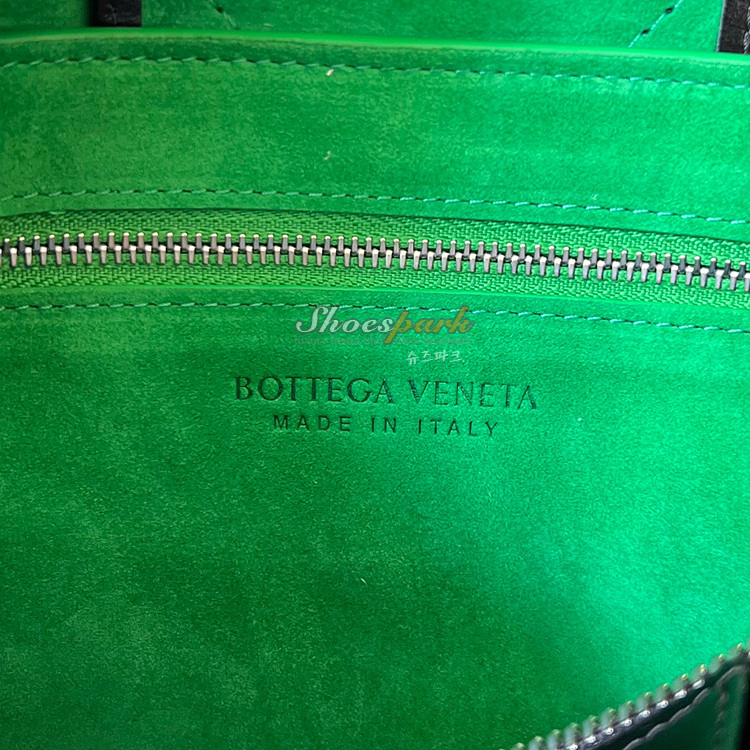 Shoespark
슈즈파크
BOTTEGA VENETA
MADE IN ITALY